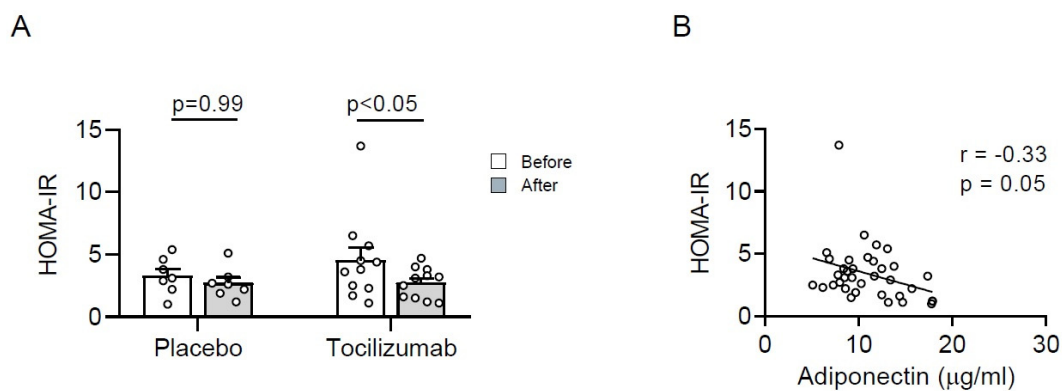 A
p=0.99
p<0.05
15
10
5
0
HOMA-IR
Placebo
Tocilizumab
Before
After
B
r = -0.33
p = 0.05
15
10
5
0
HOMA-IR
0
10
20
30
Adiponectin (μg/ml)